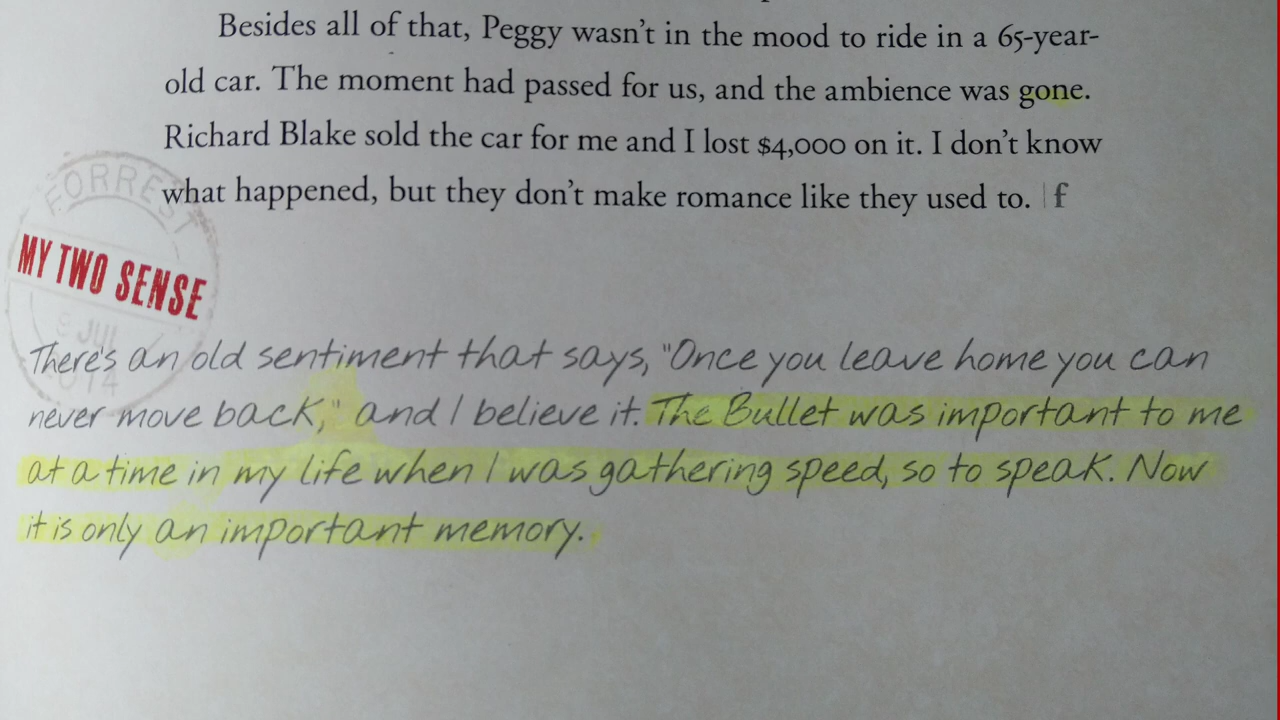 Besides all of that, Peggy wasn't in the mood to ride in a 65-year-
old car. The moment had passed for us, and the ambience was gone.
Richard Blake sold the car for me and I lost $4,000 on it. I don't know
what happened, but they don't make romance like they used to. | f
FORREST
MY TWO SENSE
JUL
There's an old sentiment that says, "Once you leave home you can
never move back," and I believe it. The Bullet was important to me
at a time in my life when I was gathering speed, so to speak. Now
it is only an important memory.